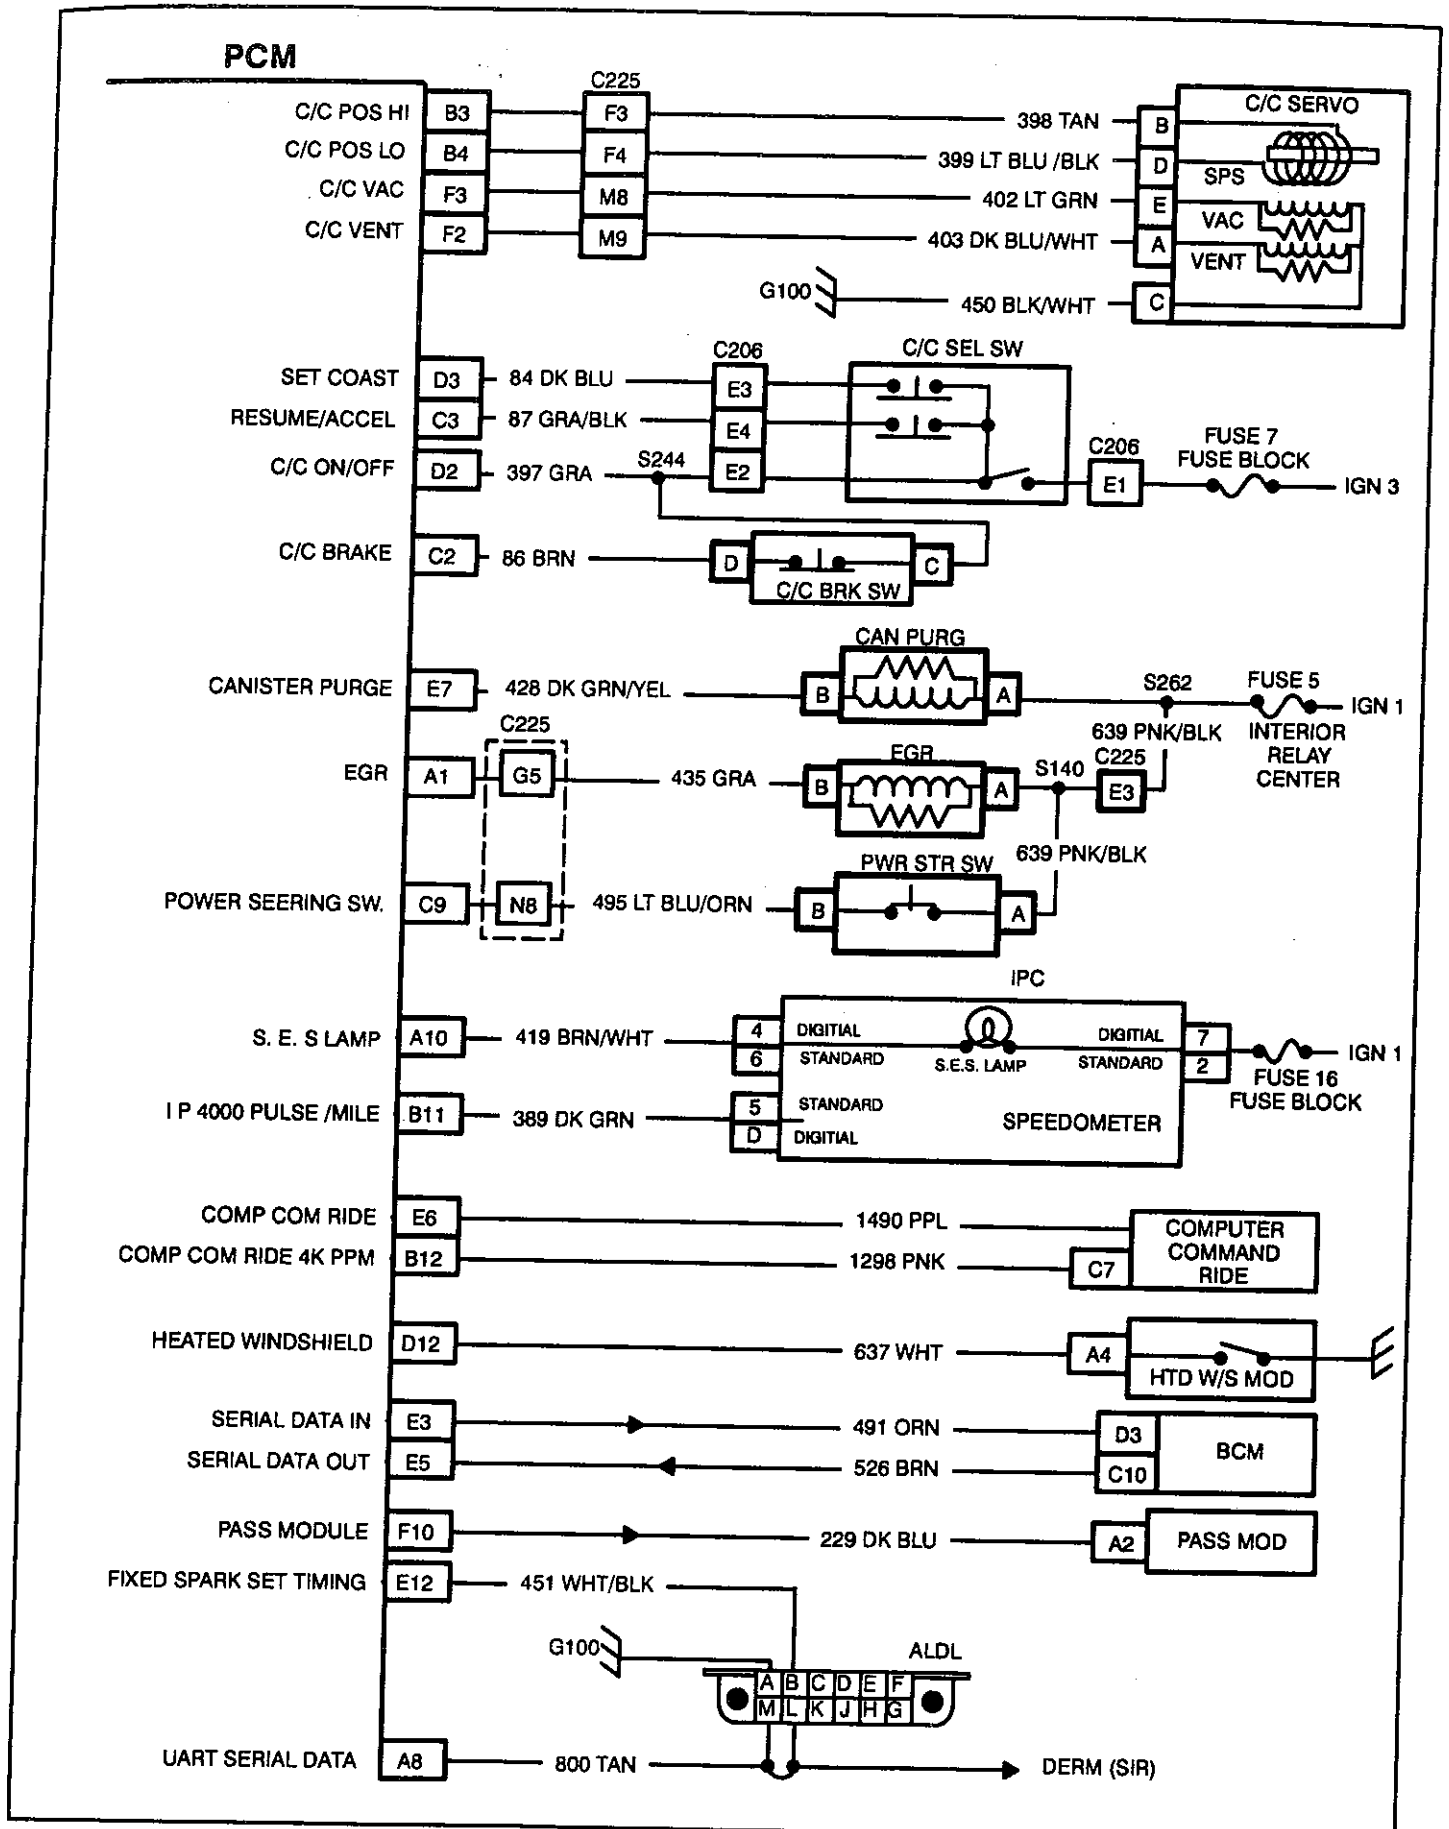 PCM
C225
C/C POS HI B3 F3 398 TAN B C/C SERVO
C/C POS LO B4 F4 399 LT BLU /BLK D SPS
C/C VAC F3 M8 402 LT GRN E VAC
C/C VENT F2 M9 403 DK BLU/WHT A VENT
G100 450 BLK/WHT C
C206 C/C SEL SW
SET COAST D3 84 DK BLU E3
RESUME/ACCEL C3 87 GRA/BLK E4
C/C ON/OFF D2 397 GRA S244 E2 C206 E1 FUSE 7
FUSE BLOCK
IGN 3
C/C BRAKE C2 86 BRN D C
C/C BRK SW
CAN PURG
CANISTER PURGE E7 428 DK GRN/YEL B A S262 FUSE 5 IGN 1
INTERIOR
RELAY
CENTER
639 PNK/BLK
C225 EGR
EGR A1 G5 435 GRA B A S140 C225 E3
639 PNK/BLK
PWR STR SW
POWER SEERING SW. C9 N8 495 LT BLU/ORN B A
IPC
S. E. S LAMP A10 419 BRN/WHT 4 DIGITIAL DIGITIAL 7 IGN 1
6 STANDARD S.E.S. LAMP STANDARD 2
FUSE 16
FUSE BLOCK
I P 4000 PULSE /MILE B11 389 DK GRN 5 STANDARD
D DIGITIAL
SPEEDOMETER
COMP COM RIDE E6 1490 PPL
COMP COM RIDE 4K PPM B12 1298 PNK C7
COMPUTER
COMMAND
RIDE
HEATED WINDSHIELD D12 637 WHT A4
HTD W/S MOD
SERIAL DATA IN E3 491 ORN D3
SERIAL DATA OUT E5 526 BRN C10
BCM
PASS MODULE F10 229 DK BLU A2 PASS MOD
FIXED SPARK SET TIMING E12 451 WHT/BLK
G100 ALDL
A B C D E F
M L K J H G
UART SERIAL DATA A8 800 TAN DERM (SIR)